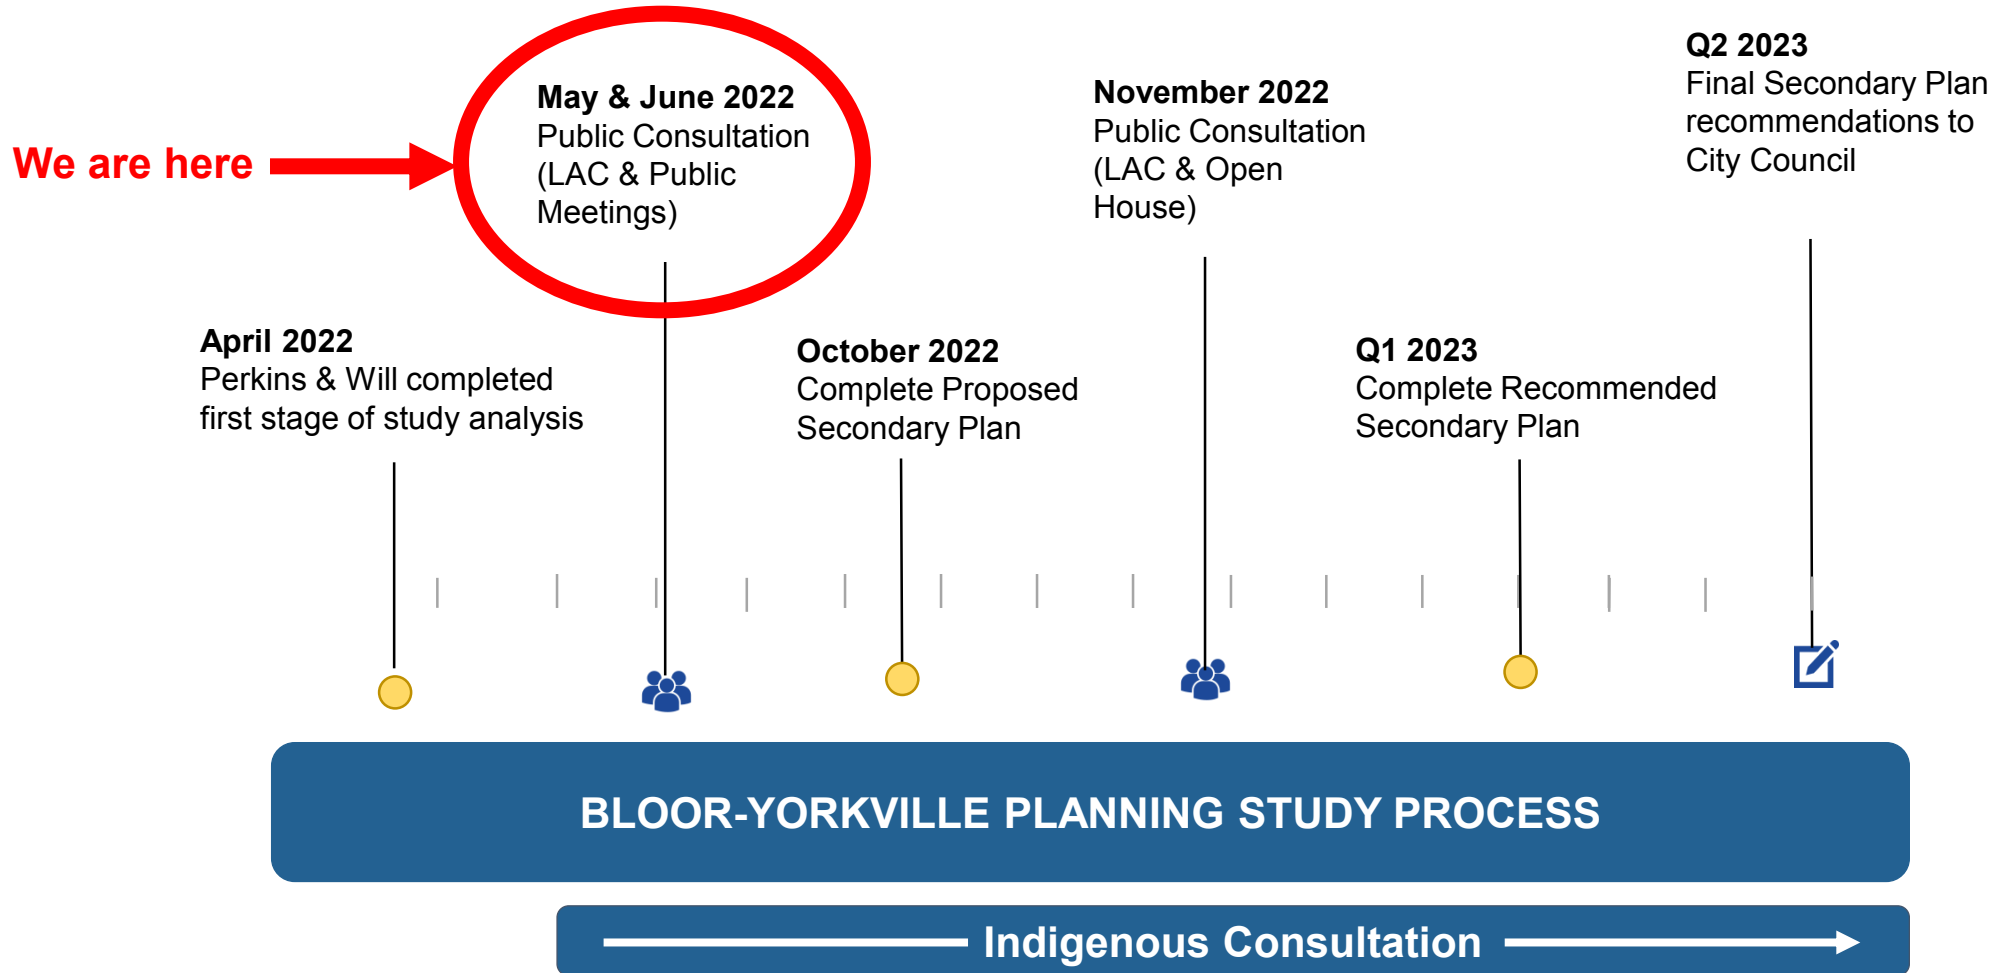 We are here
May & June 2022
Public Consultation
(LAC & Public
Meetings)
November 2022
Public Consultation
(LAC & Open
House)
Q2 2023
Final Secondary Plan
recommendations to
City Council
April 2022
Perkins & Will completed
first stage of study analysis
October 2022
Complete Proposed
Secondary Plan
Q1 2023
Complete Recommended
Secondary Plan
BLOOR-YORKVILLE PLANNING STUDY PROCESS
Indigenous Consultation